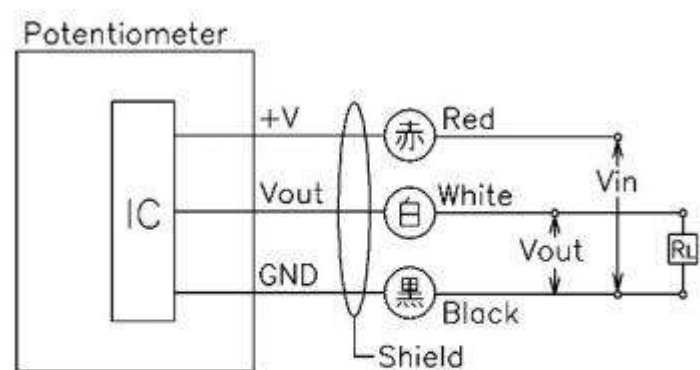 Potentiometer
+V
赤 Red
Vin
IC
Vout
白 White
Vout
RL
GND
黒 Black
Shield